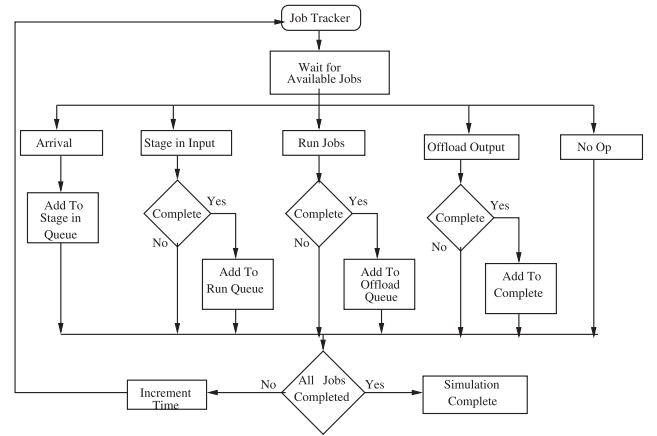 Job Tracker
Wait for
Available Jobs
Arrival
Stage in Input
Run Jobs
Offload Output
No Op
Add To
Stage in
Queue
Complete
Yes
No
Add To
Run Queue
Complete
Yes
No
Add To
Offload
Queue
Complete
Yes
No
Add To
Complete
All Jobs
Completed
No
Yes
Increment
Time
Simulation
Complete